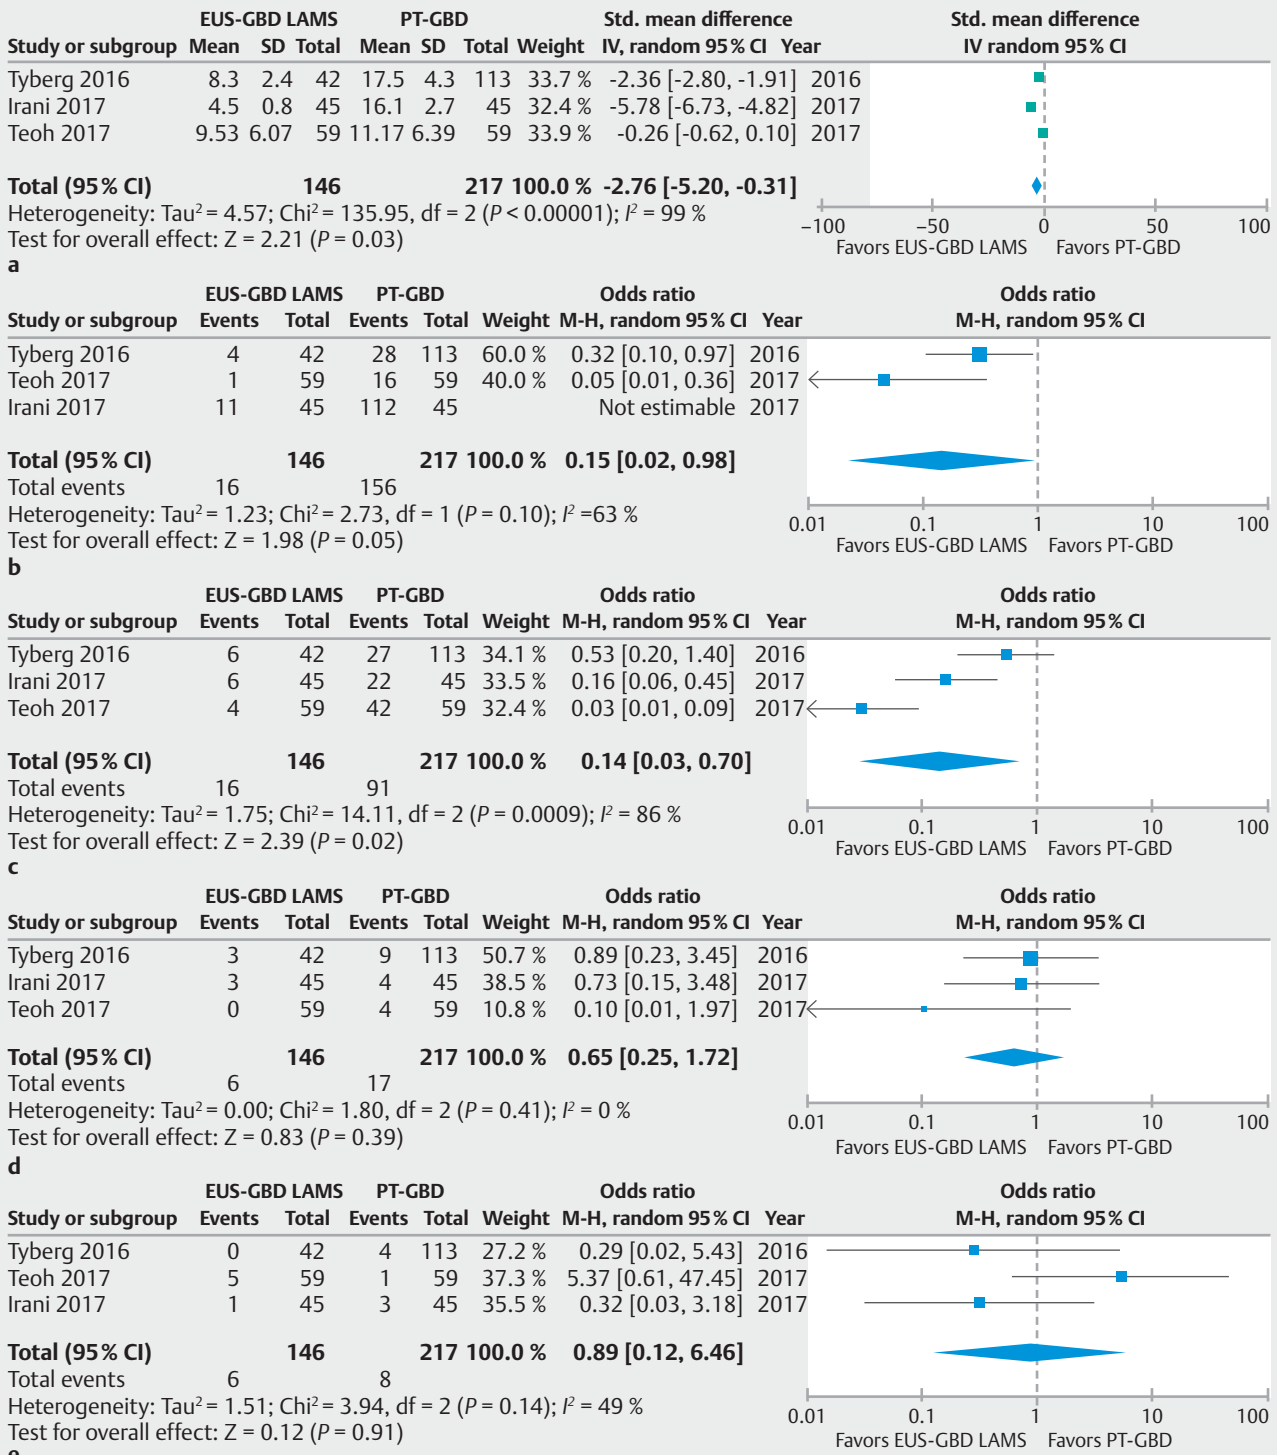 EUS-GBD LAMS PT-GBD Std. mean difference Std. mean difference
Study or subgroup Mean SD Total Mean SD Total Weight IV, random 95% CI Year IV random 95% CI
Tyberg 2016 8.3 2.4 42 17.5 4.3 113 33.7 % -2.36 [-2.80, -1.91] 2016
Irani 2017 4.5 0.8 45 16.1 2.7 45 32.4 % -5.78 [-6.73, -4.82] 2017
Teoh 2017 9.53 6.07 59 11.17 6.39 59 33.9 % -0.26 [-0.62, 0.10] 2017
Total (95% CI) 146 217 100.0 % -2.76 [-5.20, -0.31]
Heterogeneity: Tau² = 4.57; Chi² = 135.95, df = 2 (P < 0.00001); I² = 99 %
−100 −50 0 50 100
Test for overall effect: Z = 2.21 (P = 0.03)
Favors EUS-GBD LAMS Favors PT-GBD
a
EUS-GBD LAMS PT-GBD Odds ratio Odds ratio
Study or subgroup Events Total Events Total Weight M-H, random 95% CI Year M-H, random 95% CI
Tyberg 2016 4 42 28 113 60.0 % 0.32 [0.10, 0.97] 2016
Teoh 2017 1 59 16 59 40.0 % 0.05 [0.01, 0.36] 2017
Irani 2017 11 45 112 45 Not estimable 2017
Total (95% CI) 146 217 100.0 % 0.15 [0.02, 0.98]
Total events 16 156
Heterogeneity: Tau² = 1.23; Chi² = 2.73, df = 1 (P = 0.10); I² =63 %
0.01 0.1 1 10 100
Test for overall effect: Z = 1.98 (P = 0.05)
Favors EUS-GBD LAMS Favors PT-GBD
b
EUS-GBD LAMS PT-GBD Odds ratio Odds ratio
Study or subgroup Events Total Events Total Weight M-H, random 95% CI Year M-H, random 95% CI
Tyberg 2016 6 42 27 113 34.1 % 0.53 [0.20, 1.40] 2016
Irani 2017 6 45 22 45 33.5 % 0.16 [0.06, 0.45] 2017
Teoh 2017 4 59 42 59 32.4 % 0.03 [0.01, 0.09] 2017
Total (95% CI) 146 217 100.0 % 0.14 [0.03, 0.70]
Total events 16 91
Heterogeneity: Tau² = 1.75; Chi² = 14.11, df = 2 (P = 0.0009); I² = 86 %
0.01 0.1 1 10 100
Test for overall effect: Z = 2.39 (P = 0.02)
Favors EUS-GBD LAMS Favors PT-GBD
c
EUS-GBD LAMS PT-GBD Odds ratio Odds ratio
Study or subgroup Events Total Events Total Weight M-H, random 95% CI Year M-H, random 95% CI
Tyberg 2016 3 42 9 113 50.7 % 0.89 [0.23, 3.45] 2016
Irani 2017 3 45 4 45 38.5 % 0.73 [0.15, 3.48] 2017
Teoh 2017 0 59 4 59 10.8 % 0.10 [0.01, 1.97] 2017
Total (95% CI) 146 217 100.0 % 0.65 [0.25, 1.72]
Total events 6 17
Heterogeneity: Tau² = 0.00; Chi² = 1.80, df = 2 (P = 0.41); I² = 0 %
0.01 0.1 1 10 100
Test for overall effect: Z = 0.83 (P = 0.39)
Favors EUS-GBD LAMS Favors PT-GBD
d
EUS-GBD LAMS PT-GBD Odds ratio Odds ratio
Study or subgroup Events Total Events Total Weight M-H, random 95% CI Year M-H, random 95% CI
Tyberg 2016 0 42 4 113 27.2 % 0.29 [0.02, 5.43] 2016
Teoh 2017 5 59 1 59 37.3 % 5.37 [0.61, 47.45] 2017
Irani 2017 1 45 3 45 35.5 % 0.32 [0.03, 3.18] 2017
Total (95% CI) 146 217 100.0 % 0.89 [0.12, 6.46]
Total events 6 8
Heterogeneity: Tau² = 1.51; Chi² = 3.94, df = 2 (P = 0.14); I² = 49 %
0.01 0.1 1 10 100
Test for overall effect: Z = 0.12 (P = 0.91)
Favors EUS-GBD LAMS Favors PT-GBD